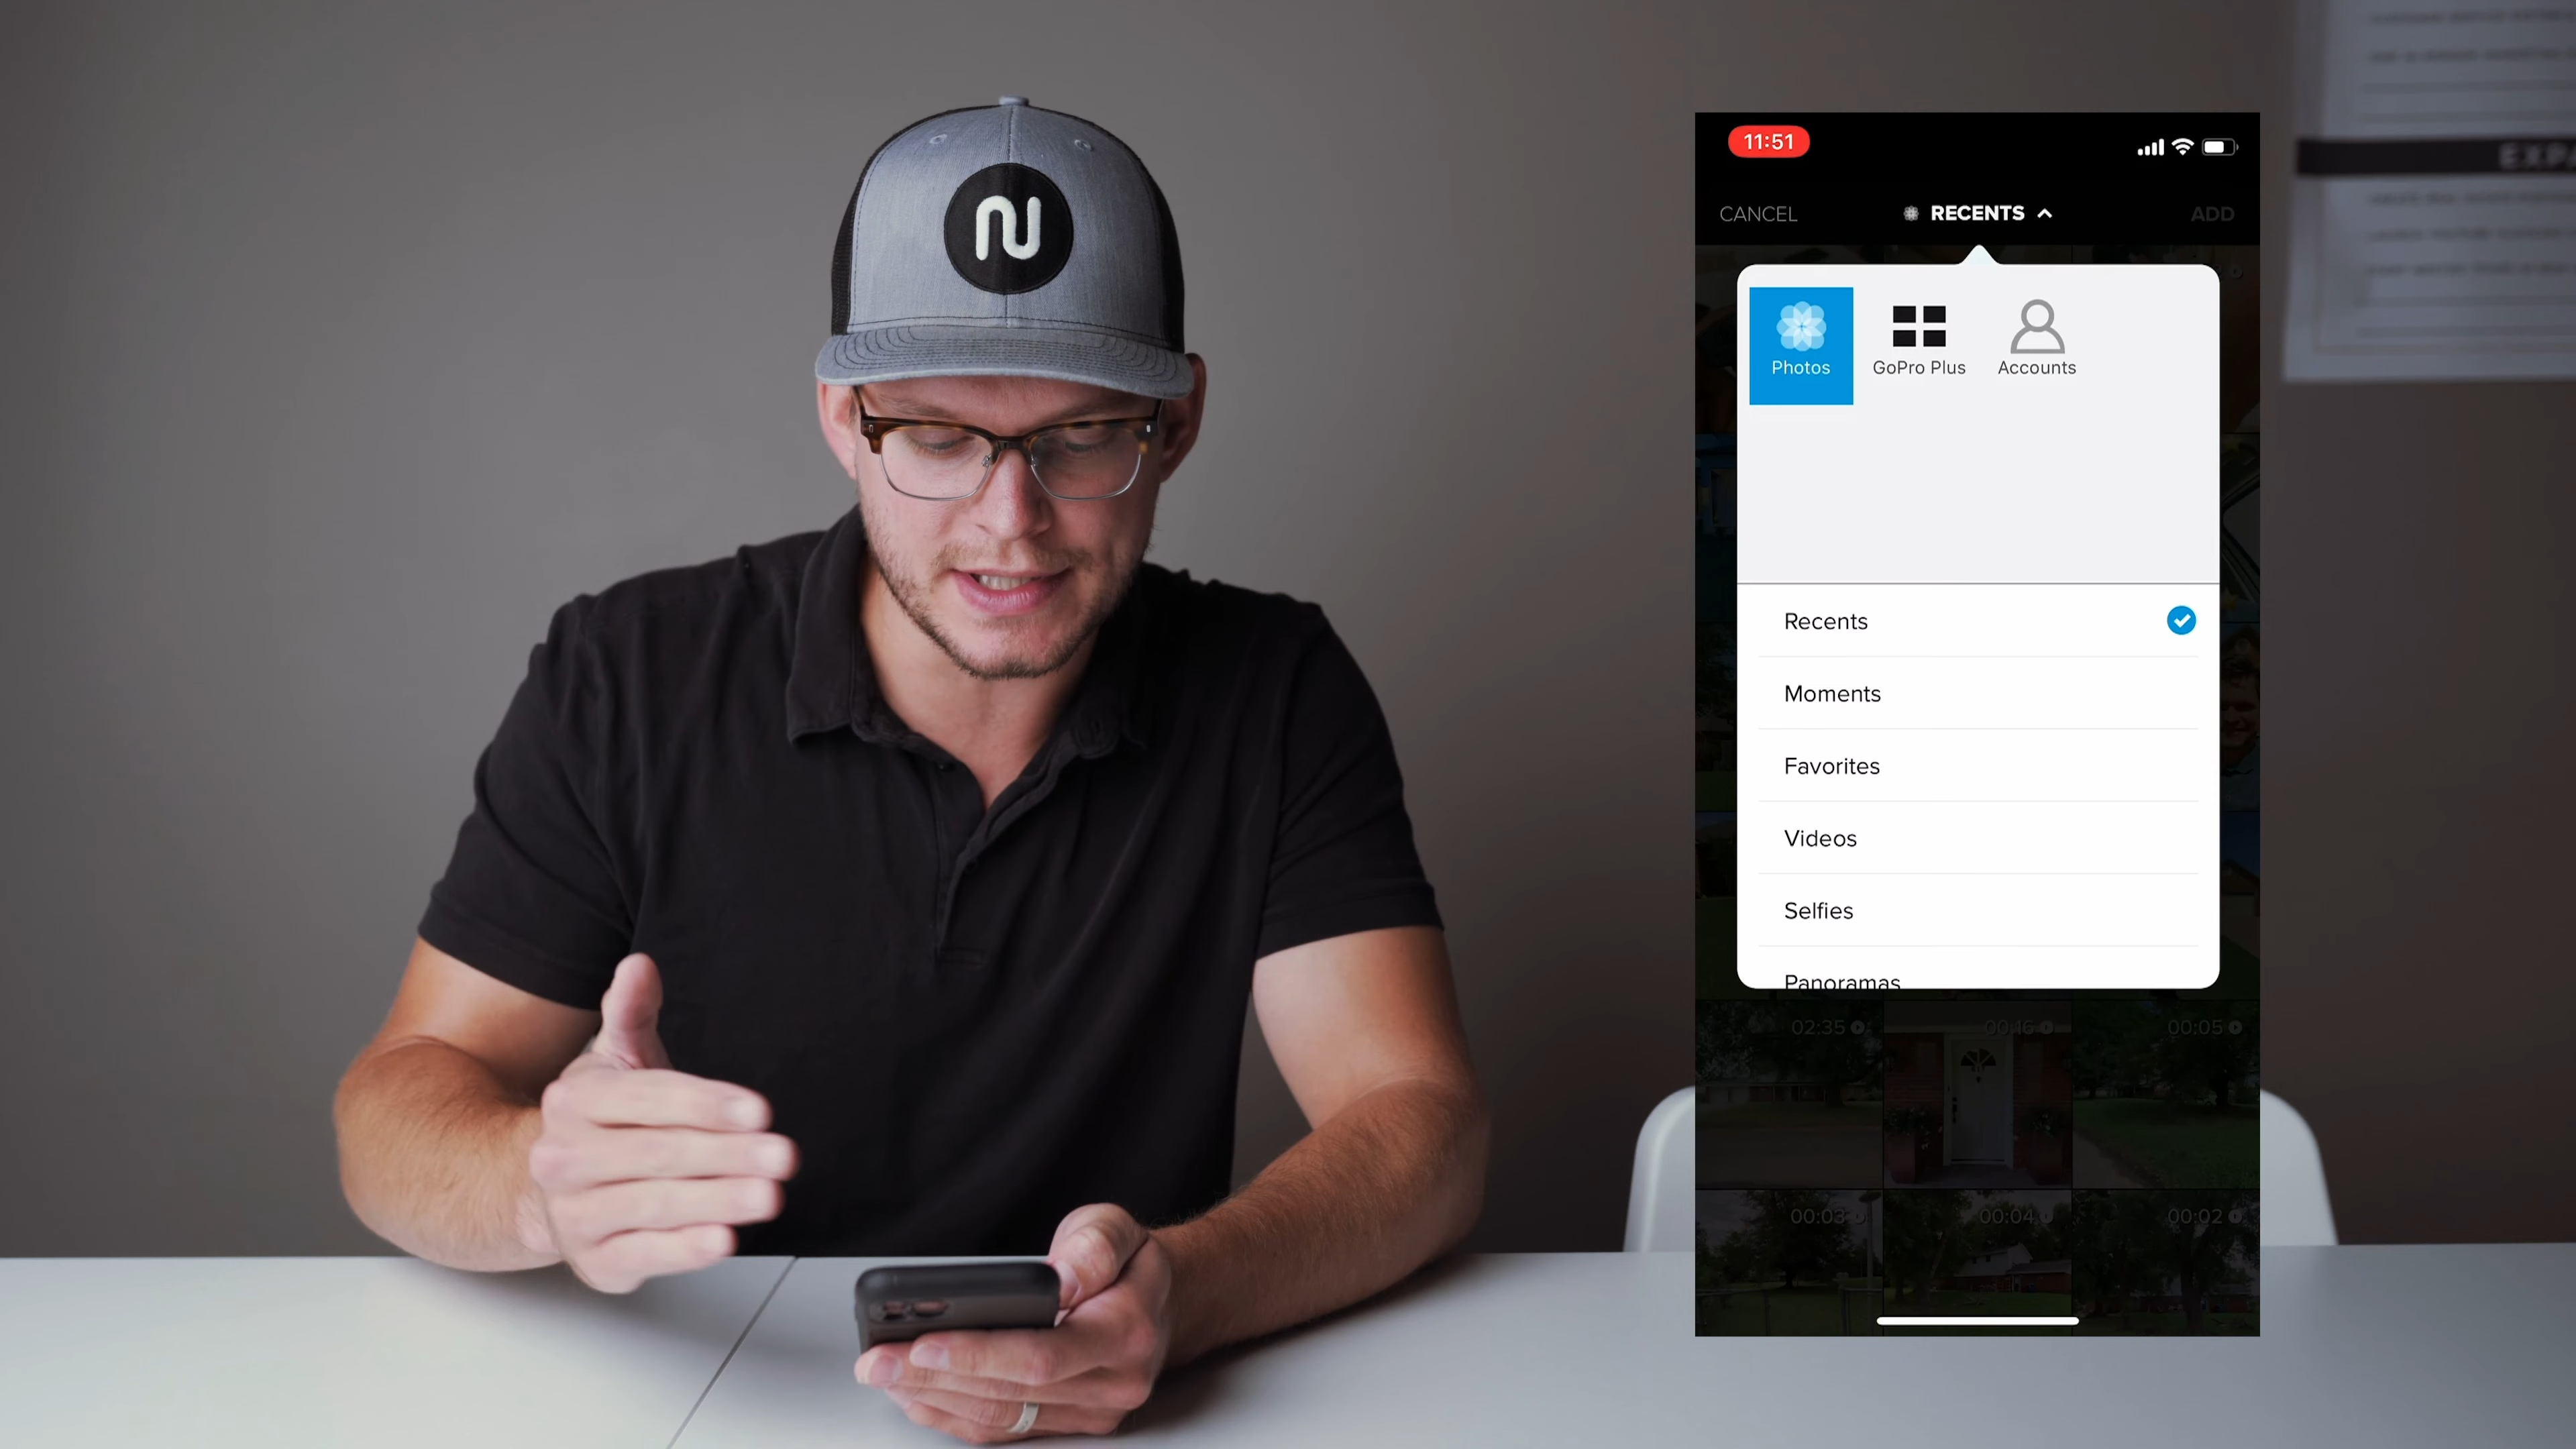 N
11:51
CANCEL RECENTS ADD
Photos GoPro Plus Accounts
Recents
Moments
Favorites
Videos
Selfies
Panoramas
02:35 00:16 00:05
00:03 00:04 00:02